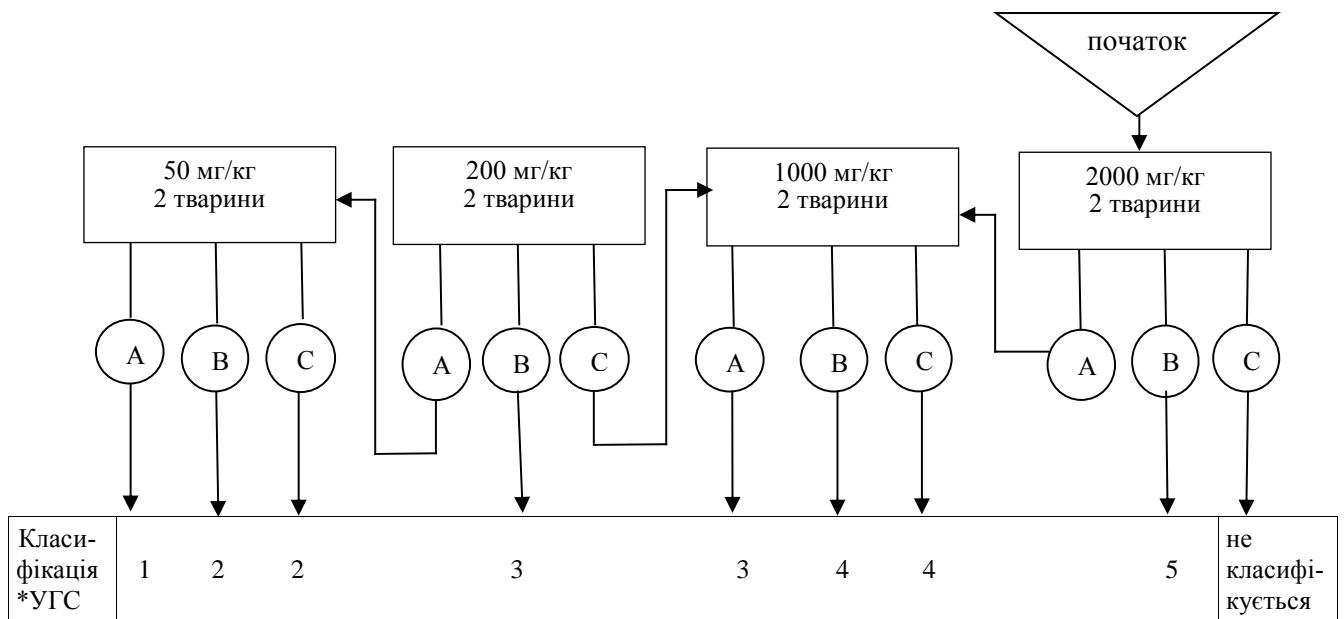 початок
50 мг/кг
2 тварини
200 мг/кг
2 тварини
1000 мг/кг
2 тварини
2000 мг/кг
2 тварини
A B C A B C A B C A B C
Класи-
фікація
*УГС
1 2 2 3 3 4 4 5
не
класифі-
кується